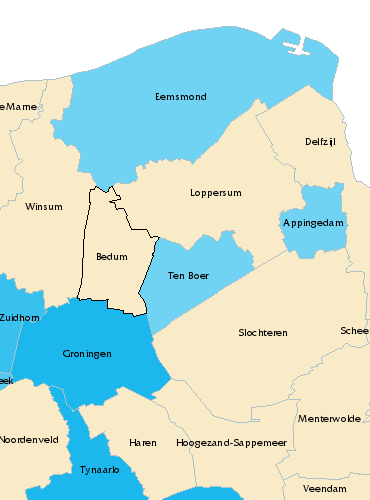 Eemsmond
eMarne
Delfzijl
Loppersum
Winsum
Appingedam
Bedum
Ten Boer
Zuidhorn
Slochteren
Schee
Groningen
eek
Menterwolde
Noordenveld
Haren
Hoogezand-Sappemeer
Tynaarlo
Veendam